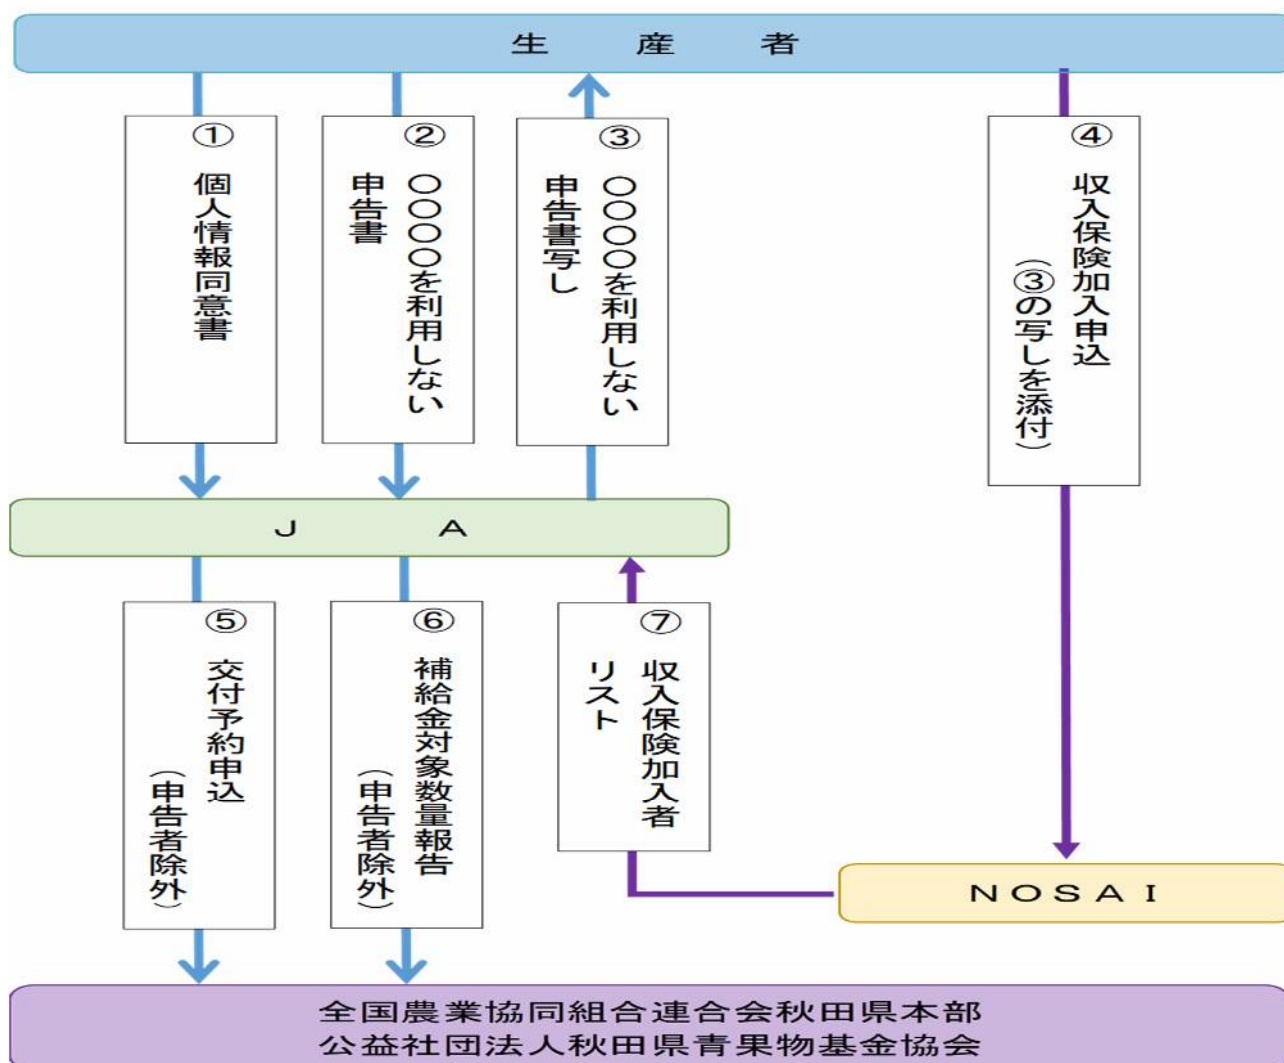 生産者
①個人情報同意書
②〇〇〇〇を利用しない
申告書
③〇〇〇〇を利用しない
申告書写し
④収入保険加入申込
（③の写しを添付）
JA
⑤交付予約申込
（申告者除外）
⑥補給金対象数量報告
（申告者除外）
⑦収入保険加入者
リスト
NOSAI
全国農業協同組合連合会秋田県本部
公益社団法人秋田県青果物基金協会